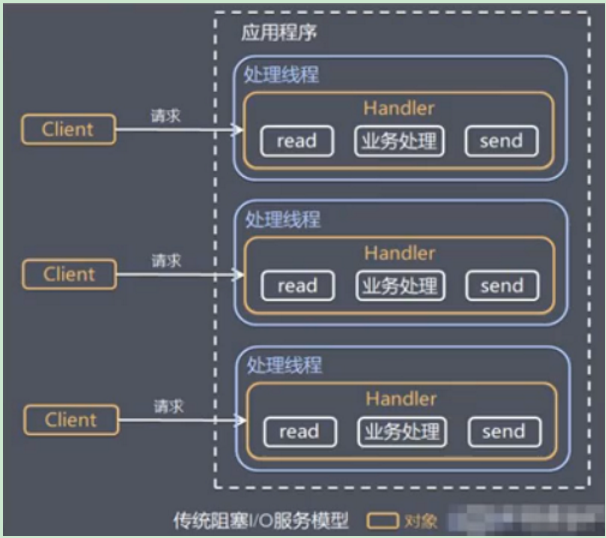 应用程序
处理线程
Handler
Client
请求
read
业务处理
send
处理线程
Handler
Client
请求
read
业务处理
send
处理线程
Handler
Client
请求
read
业务处理
send
传统阻塞I/O服务模型
对象